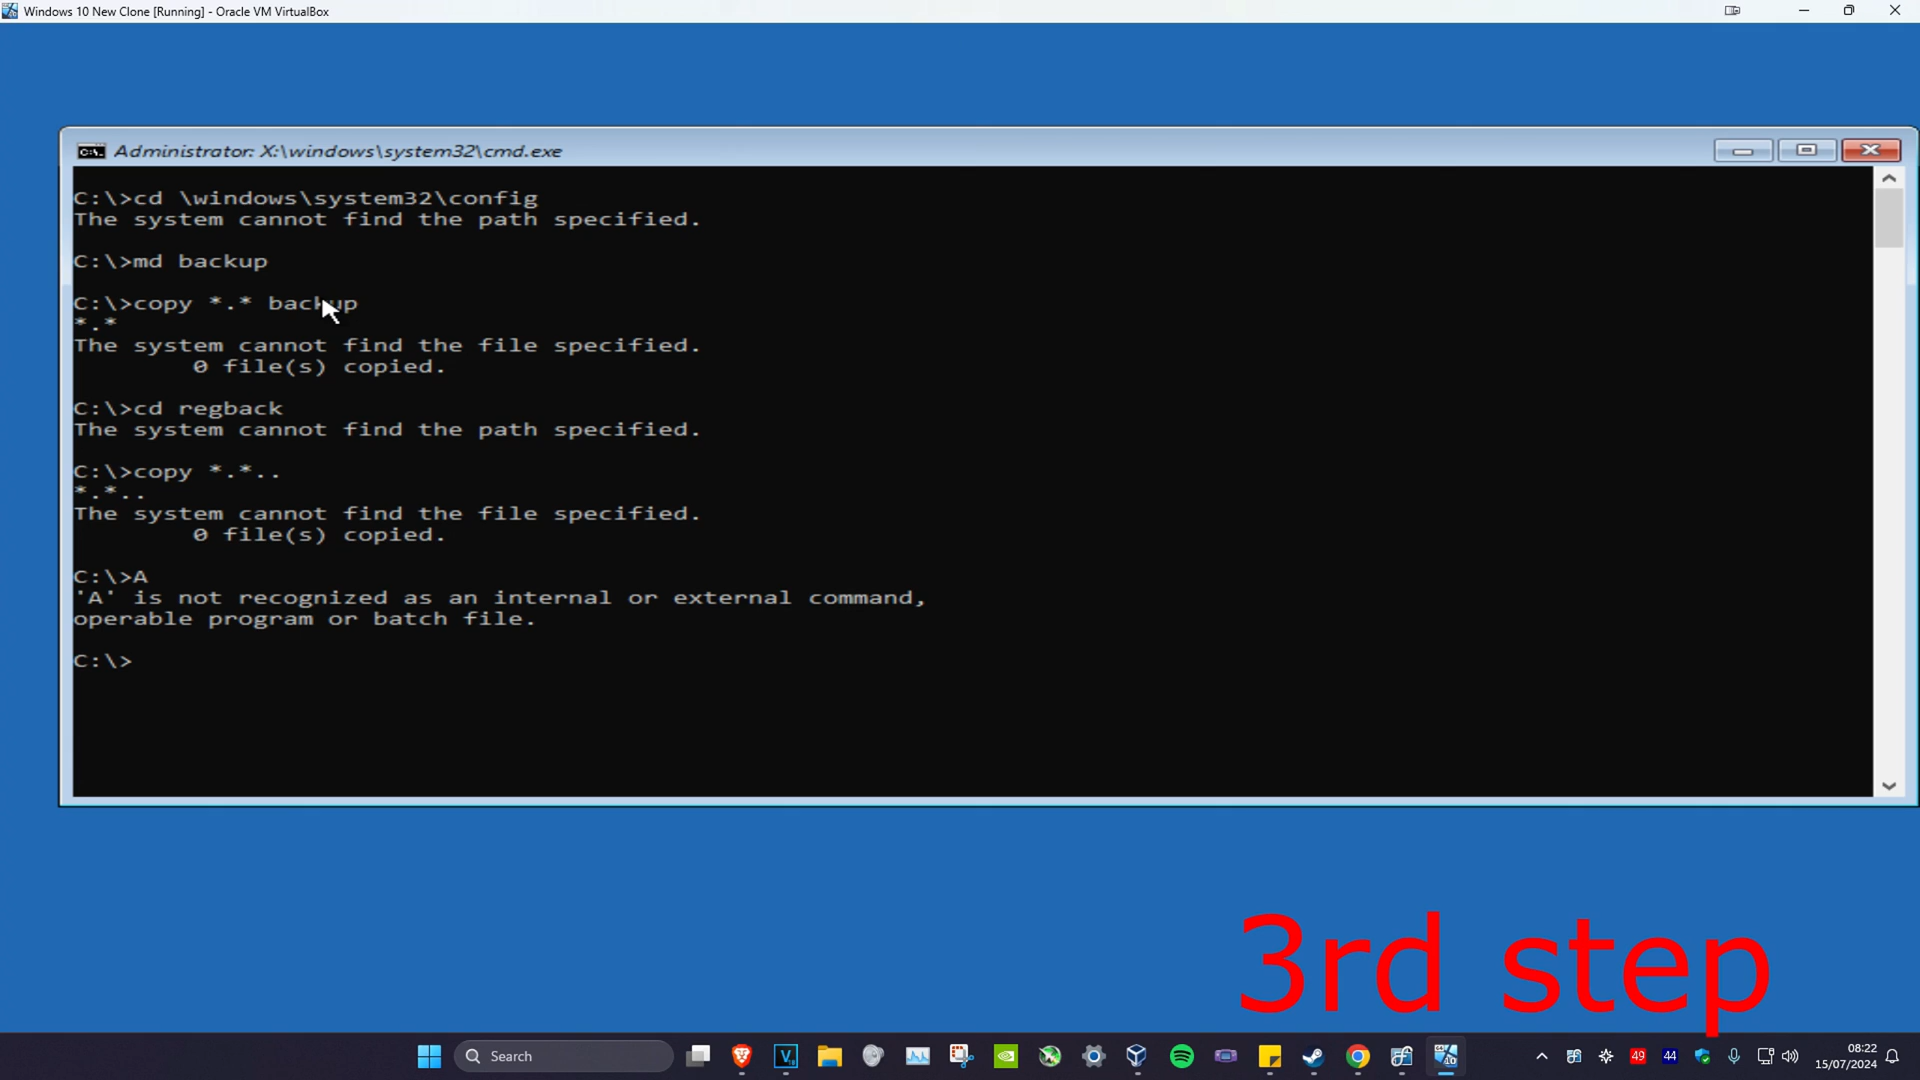 Windows 10 New Clone [Running] - Oracle VM VirtualBox
Administrator: X:\windows\system32\cmd.exe
C:\>cd \windows\system32\config
The system cannot find the path specified.
C:\>md backup
C:\>copy *.* backup
*.*
The system cannot find the file specified.
0 file(s) copied.
C:\>cd regback
The system cannot find the path specified.
C:\>copy *.*..
*.*..
The system cannot find the file specified.
0 file(s) copied.
C:\>A
'A' is not recognized as an internal or external command,
operable program or batch file.
C:\>
3rd step
Search
49
44
08:22
15/07/2024